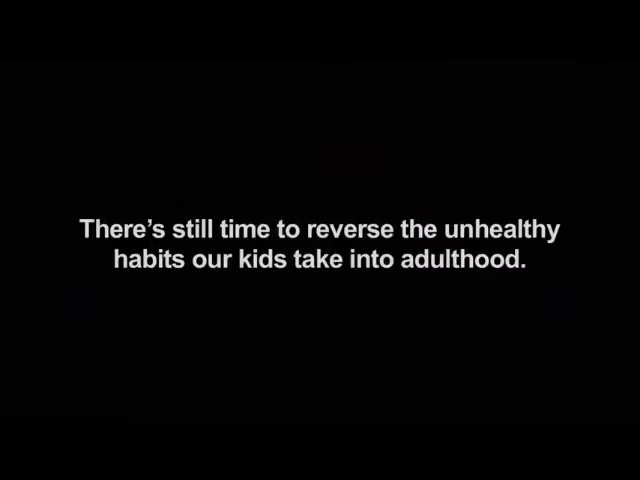 There’s still time to reverse the unhealthy
habits our kids take into adulthood.